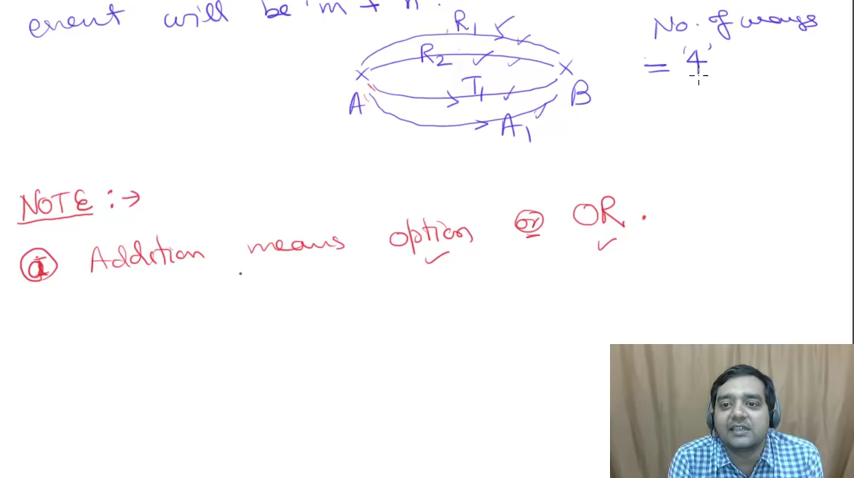 event will be m + n.
R1
No. of ways
R2
= '4'
T1
A
B
A1
NOTE :→
a Addition means option or OR.